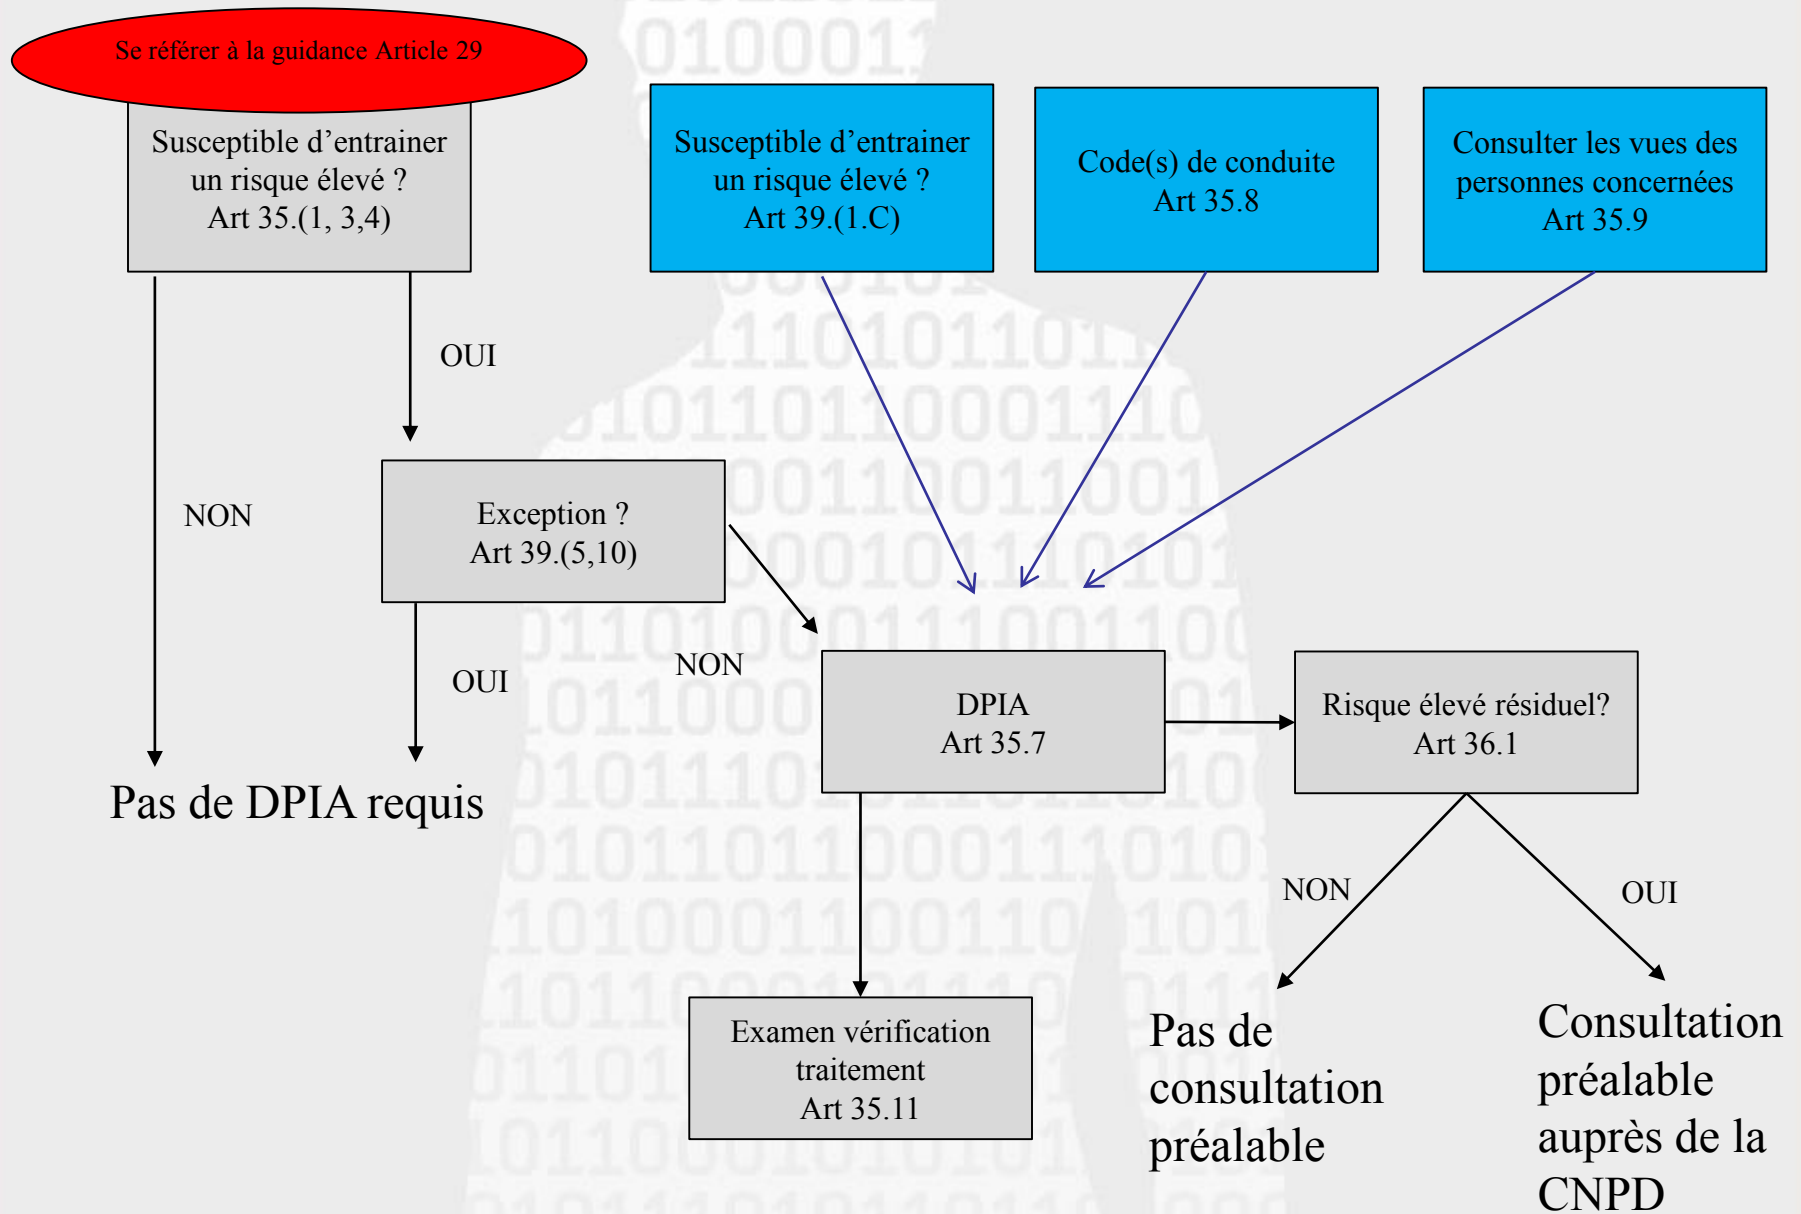 Se référer à la guidance Article 29
Susceptible d’entrainer
un risque élevé ?
Art 35.(1, 3,4)
Susceptible d’entrainer
un risque élevé ?
Art 39.(1.C)
Code(s) de conduite
Art 35.8
Consulter les vues des
personnes concernées
Art 35.9
OUI
NON
Exception ?
Art 39.(5,10)
OUI
NON
DPIA
Art 35.7
Risque élevé résiduel?
Art 36.1
Pas de DPIA requis
NON
OUI
Examen vérification
traitement
Art 35.11
Pas de
consultation
préalable
Consultation
préalable
auprès de la
CNPD